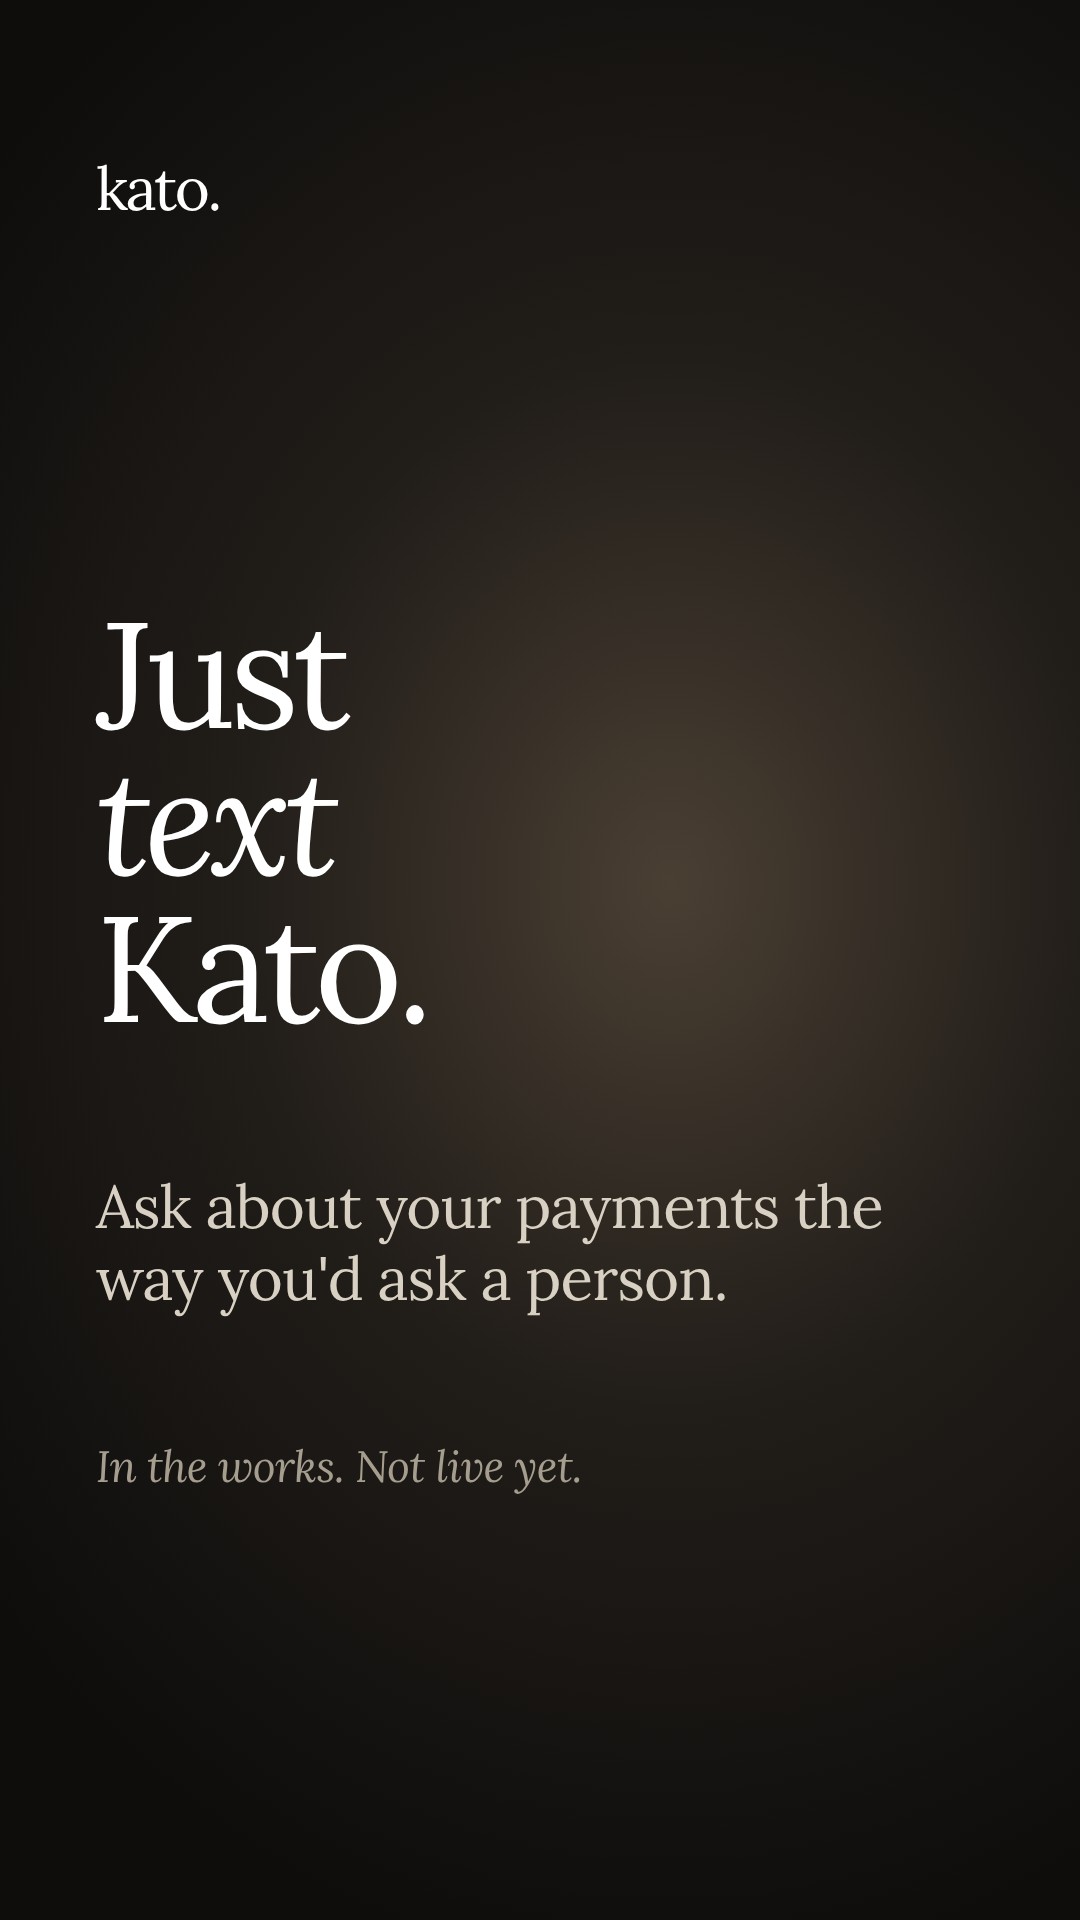 kato.
Just
text
Kato.
Ask about your payments the
way you'd ask a person.
In the works. Not live yet.